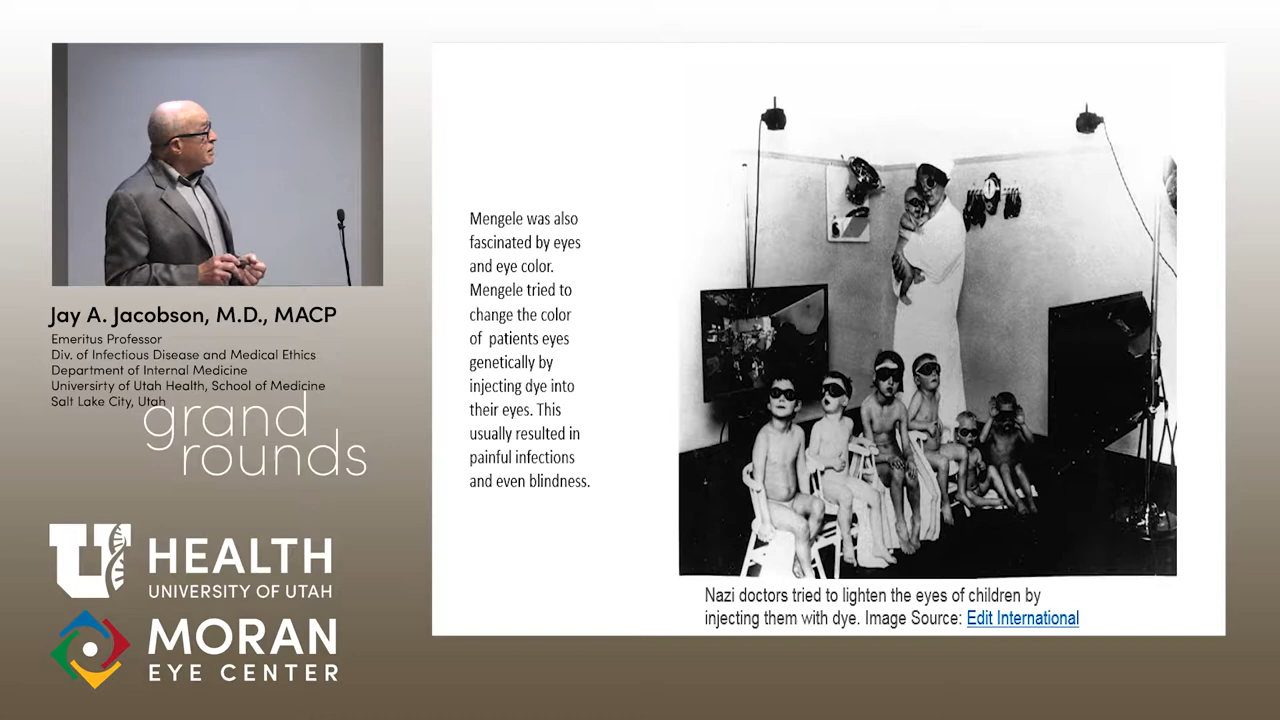 Jay A. Jacobson, M.D., MACP
Emeritus Professor
Div. of Infectious Disease and Medical Ethics
Department of Internal Medicine
Univerisrty of Utah Health, School of Medicine
Salt Lake City, Utah
grand
rounds
U HEALTH
UNIVERSITY OF UTAH
MORAN
EYE CENTER
Mengele was also
fascinated by eyes
and eye color.
Mengele tried to
change the color
of patients eyes
genetically by
injecting dye into
their eyes. This
usually resulted in
painful infections
and even blindness.
Nazi doctors tried to lighten the eyes of children by
injecting them with dye. Image Source: Edit International